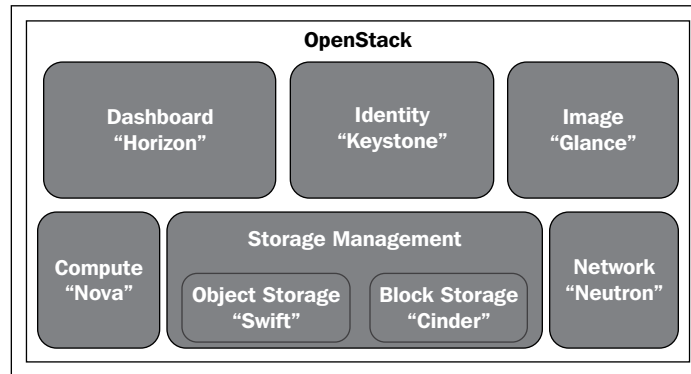 OpenStack
Dashboard
“Horizon”
Identity
“Keystone”
Image
“Glance”
Compute
“Nova”
Storage Management
Object Storage
“Swift”
Block Storage
“Cinder”
Network
“Neutron”